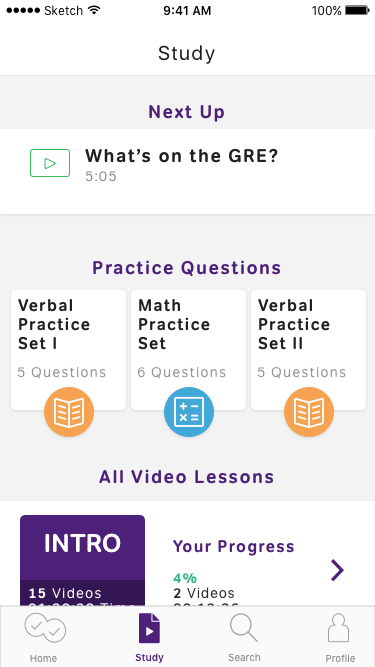 Sketch 9:41 AM 100%
Study
Next Up
What's on the GRE?
5:05
Practice Questions
Verbal Practice Set I
5 Questions
Math Practice Set
6 Questions
Verbal Practice Set II
5 Questions
All Video Lessons
INTRO
15 Videos
Your Progress
4%
2 Videos
Home Study Search Profile